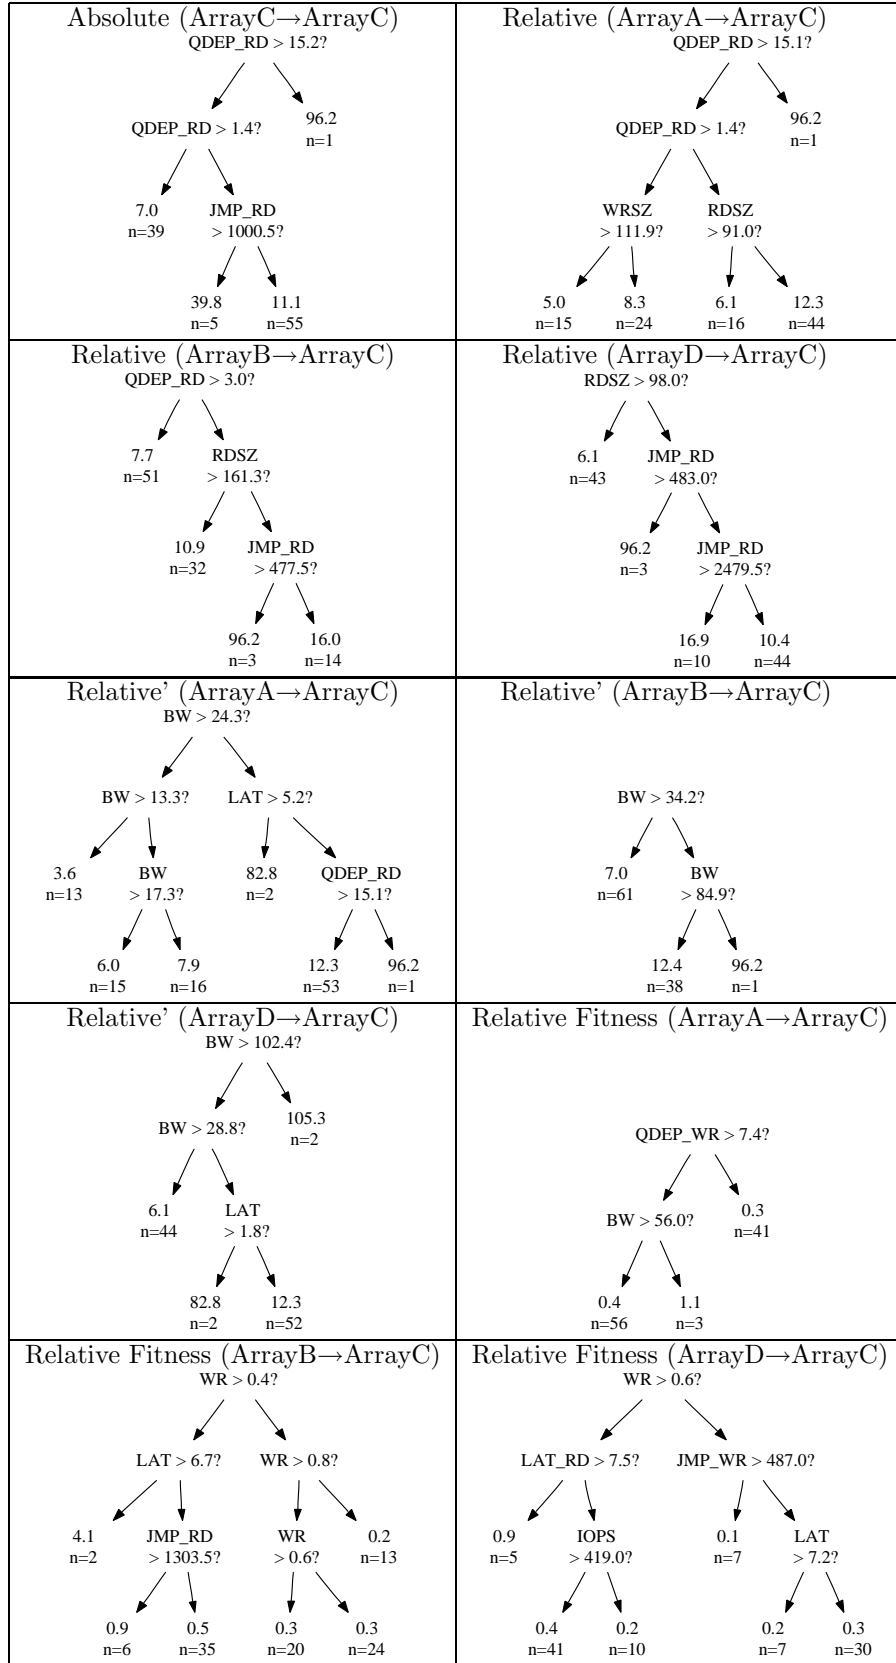 Absolute (ArrayC→ArrayC)
QDEP_RD > 15.2?
QDEP_RD > 1.4?
96.2
n=1
7.0
n=39
JMP_RD
> 1000.5?
39.8
n=5
11.1
n=55
Relative (ArrayA→ArrayC)
QDEP_RD > 15.1?
QDEP_RD > 1.4?
96.2
n=1
WRSZ
> 111.9?
RDSZ
> 91.0?
5.0
n=15
8.3
n=24
6.1
n=16
12.3
n=44
Relative (ArrayB→ArrayC)
QDEP_RD > 3.0?
7.7
n=51
RDSZ
> 161.3?
10.9
n=32
JMP_RD
> 477.5?
96.2
n=3
16.0
n=14
Relative (ArrayD→ArrayC)
RDSZ > 98.0?
6.1
n=43
JMP_RD
> 483.0?
96.2
n=3
JMP_RD
> 2479.5?
16.9
n=10
10.4
n=44
Relative’ (ArrayA→ArrayC)
BW > 24.3?
BW > 13.3?
LAT > 5.2?
3.6
n=13
BW
> 17.3?
82.8
n=2
QDEP_RD
> 15.1?
6.0
n=15
7.9
n=16
12.3
n=53
96.2
n=1
Relative’ (ArrayB→ArrayC)
BW > 34.2?
7.0
n=61
BW
> 84.9?
12.4
n=38
96.2
n=1
Relative’ (ArrayD→ArrayC)
BW > 102.4?
BW > 28.8?
105.3
n=2
6.1
n=44
LAT
> 1.8?
82.8
n=2
12.3
n=52
Relative Fitness (ArrayA→ArrayC)
QDEP_WR > 7.4?
BW > 56.0?
0.3
n=41
0.4
n=56
1.1
n=3
Relative Fitness (ArrayB→ArrayC)
WR > 0.4?
LAT > 6.7?
WR > 0.8?
4.1
n=2
JMP_RD
> 1303.5?
WR
> 0.6?
0.2
n=13
0.9
n=6
0.5
n=35
0.3
n=20
0.3
n=24
Relative Fitness (ArrayD→ArrayC)
WR > 0.6?
LAT_RD > 7.5?
JMP_WR > 487.0?
0.9
n=5
IOPS
> 419.0?
0.1
n=7
LAT
> 7.2?
0.4
n=41
0.2
n=10
0.2
n=7
0.3
n=30